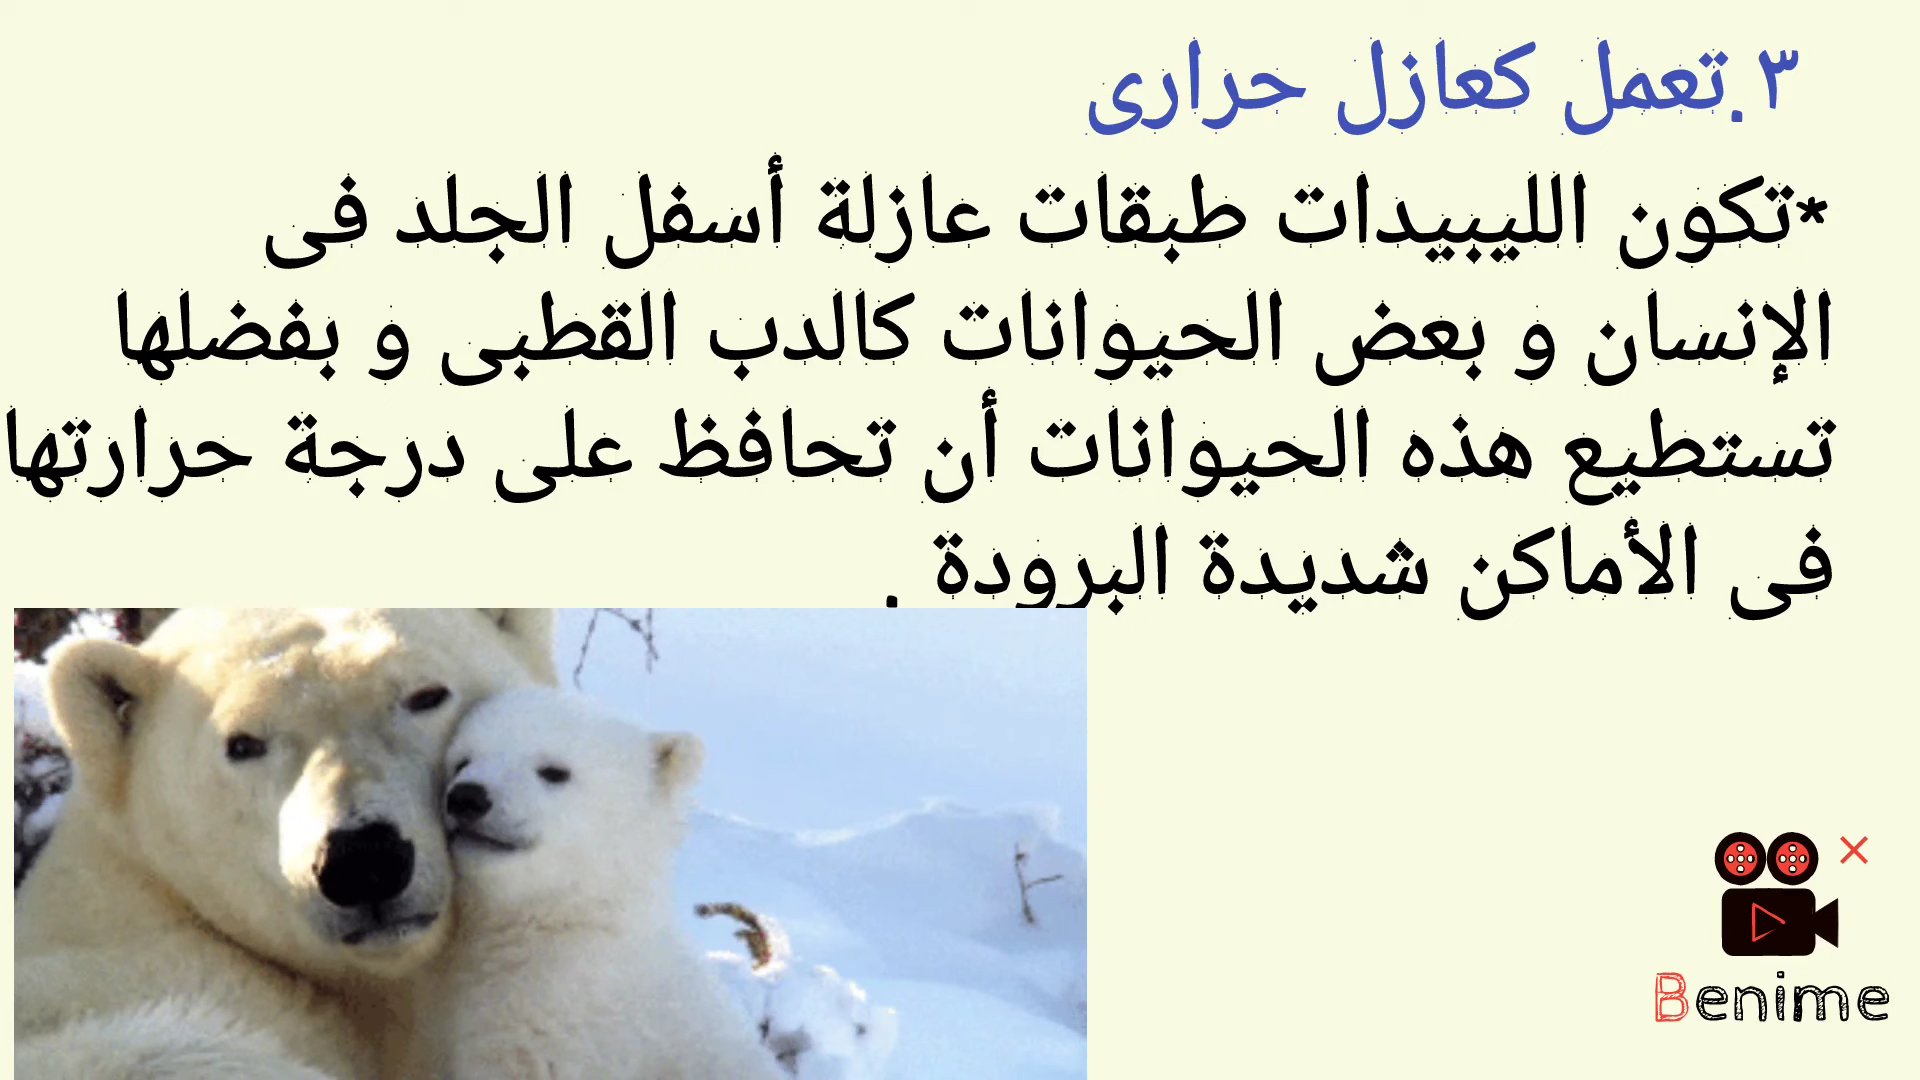 ٣.تعمل كعازل حرارى
*تكون الليبيدات طبقات عازلة أسفل الجلد فى
الإنسان و بعض الحيوانات كالدب القطبى و بفضلها
تستطيع هذه الحيوانات أن تحافظ على درجة حرارتها
فى الأماكن شديدة البرودة .
Benime